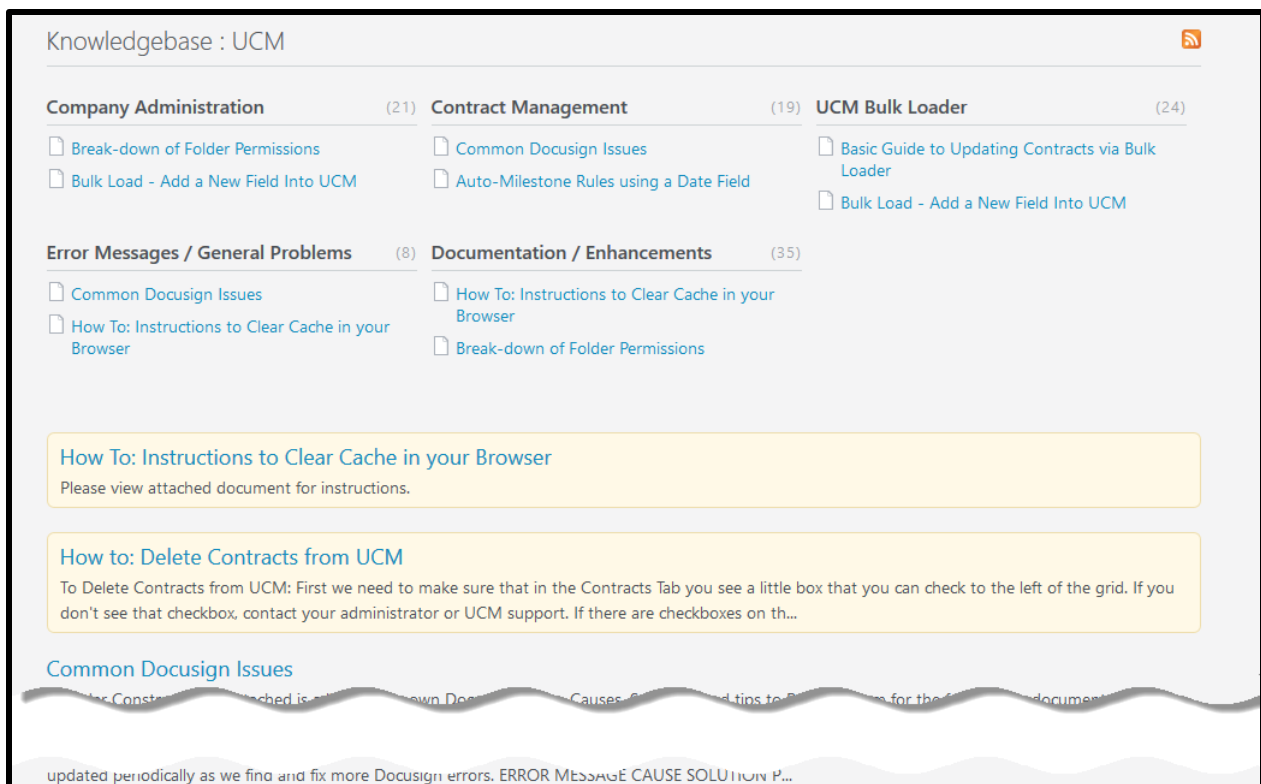 Knowledgebase : UCM
Company Administration (21)
Break-down of Folder Permissions
Bulk Load - Add a New Field Into UCM
Contract Management (19)
Common Docusign Issues
Auto-Milestone Rules using a Date Field
UCM Bulk Loader (24)
Basic Guide to Updating Contracts via Bulk
Loader
Bulk Load - Add a New Field Into UCM
Error Messages / General Problems (8)
Common Docusign Issues
How To: Instructions to Clear Cache in your
Browser
Documentation / Enhancements (35)
How To: Instructions to Clear Cache in your
Browser
Break-down of Folder Permissions
How To: Instructions to Clear Cache in your Browser
Please view attached document for instructions.
How to: Delete Contracts from UCM
To Delete Contracts from UCM: First we need to make sure that in the Contracts Tab you see a little box that you can check to the left of the grid. If you
don't see that checkbox, contact your administrator or UCM support. If there are checkboxes on th...
Common Docusign Issues
is Causes tips to for the
updated periodically as we find and fix more Docusign errors. ERROR MESSAGE CAUSE SOLUTION P...